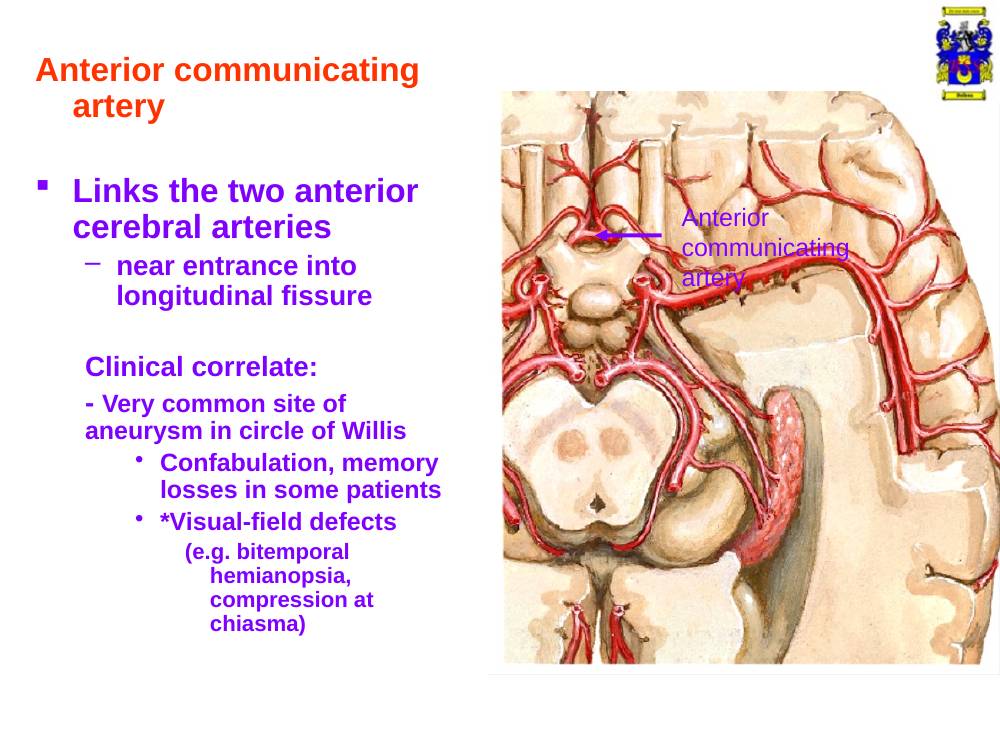 Anterior communicating
artery
▪ Links the two anterior
cerebral arteries
– near entrance into
longitudinal fissure
Clinical correlate:
- Very common site of
aneurysm in circle of Willis
• Confabulation, memory
losses in some patients
• *Visual-field defects
(e.g. bitemporal
hemianopsia,
compression at
chiasma)
Anterior
communicating
artery